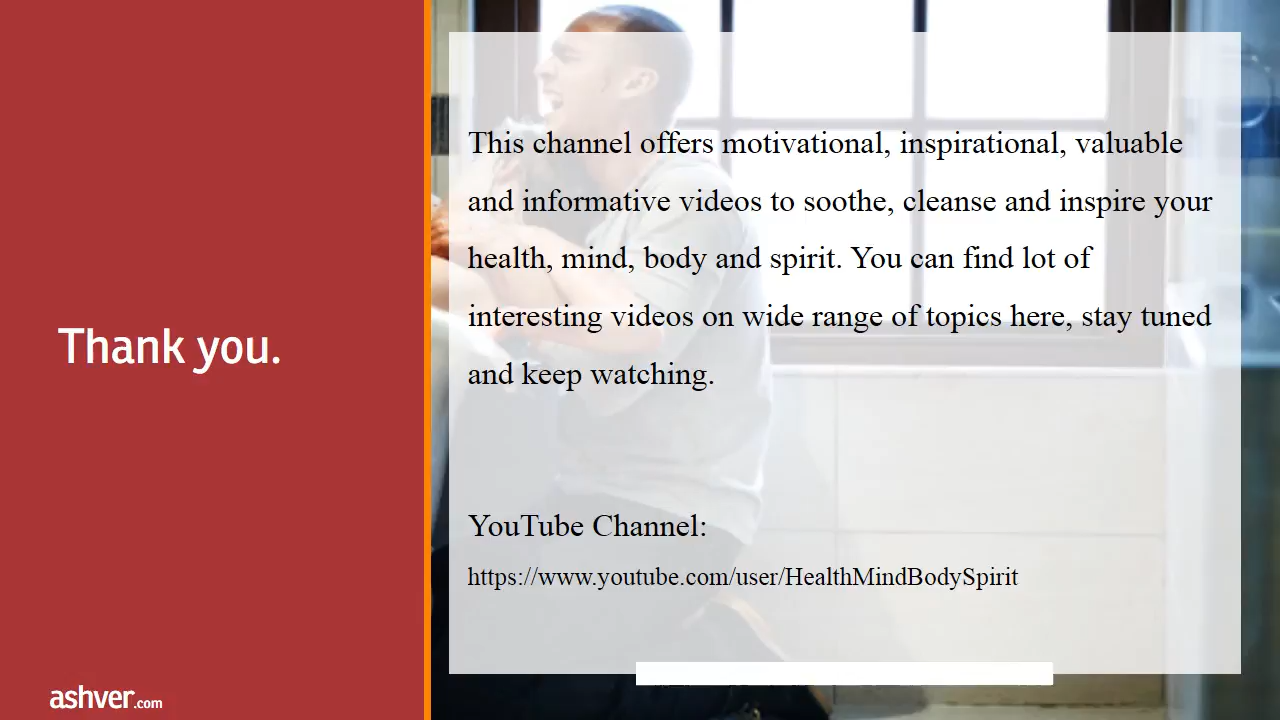 Thank you.
This channel offers motivational, inspirational, valuable
and informative videos to soothe, cleanse and inspire your
health, mind, body and spirit. You can find lot of
interesting videos on wide range of topics here, stay tuned
and keep watching.
YouTube Channel:
https://www.youtube.com/user/HealthMindBodySpirit
ashver.com